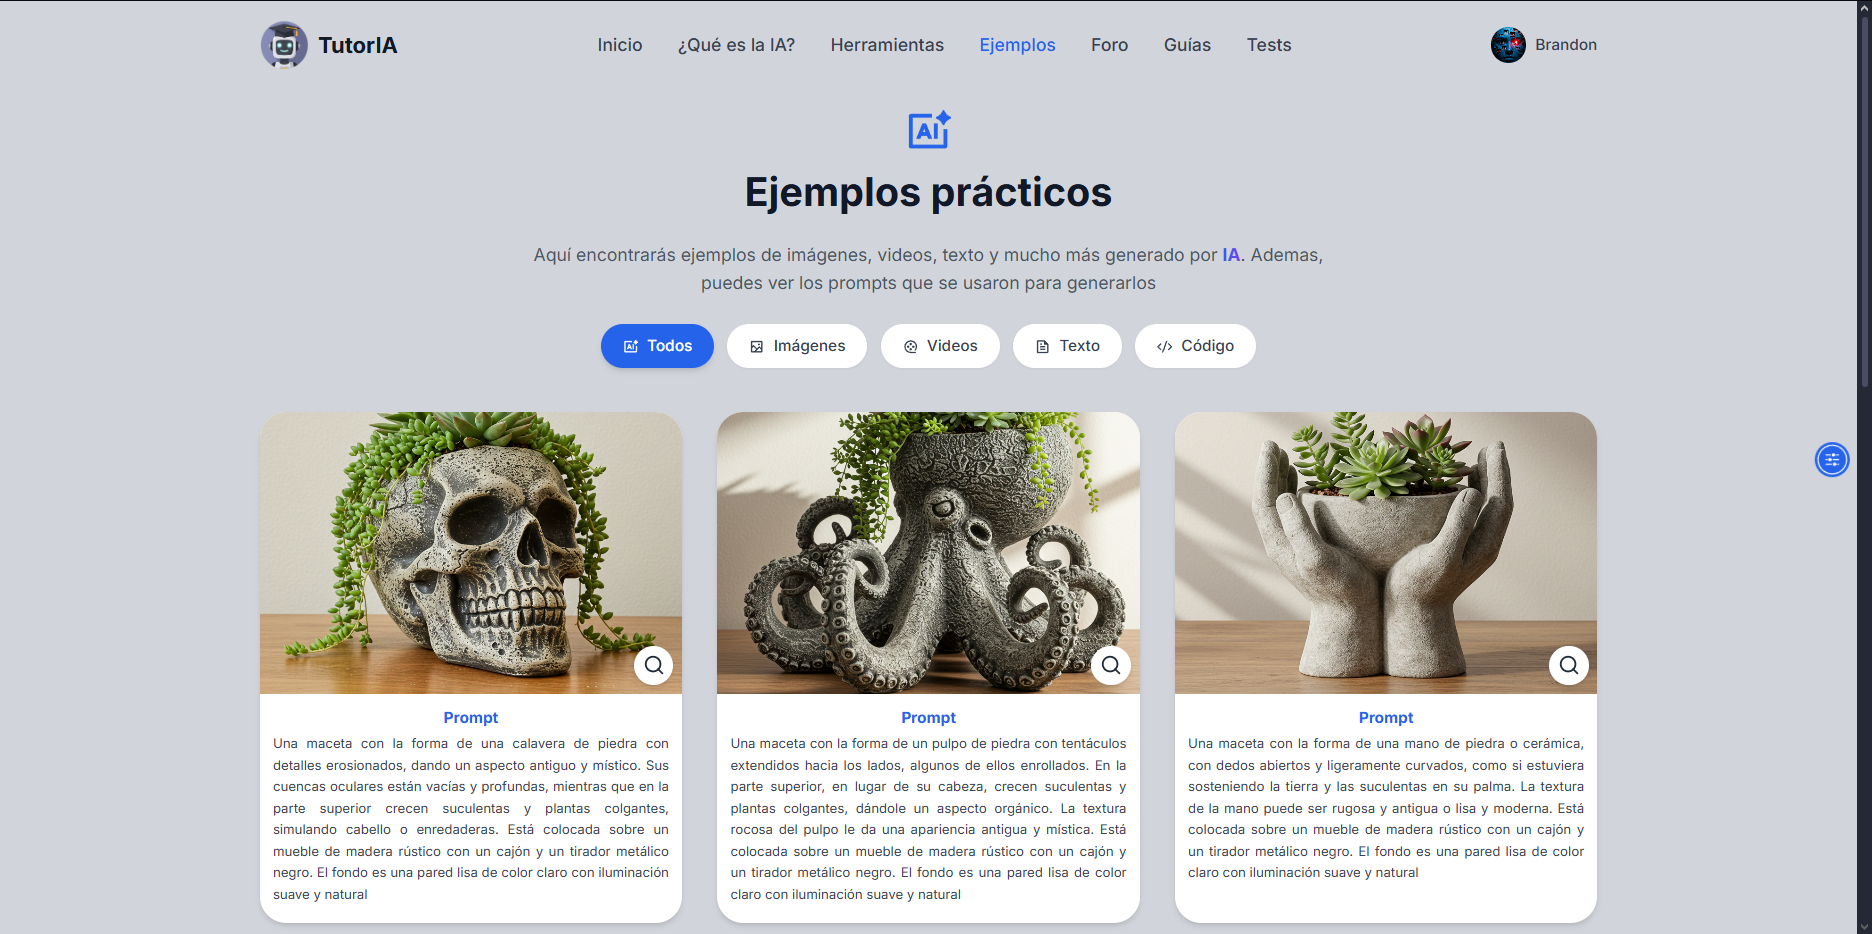 TutorIA
Inicio
¿Qué es la IA?
Herramientas
Ejemplos
Foro
Guías
Tests
Brandon
AI
Ejemplos prácticos
Aquí encontrarás ejemplos de imágenes, videos, texto y mucho más generado por IA. Ademas,
puedes ver los prompts que se usaron para generarlos
AI Todos
Imágenes
Videos
Texto
</> Código
Prompt
Una maceta con la forma de una calavera de piedra con
detalles erosionados, dando un aspecto antiguo y místico. Sus
cuencas oculares están vacías y profundas, mientras que en la
parte superior crecen suculentas y plantas colgantes,
simulando cabello o enredaderas. Está colocada sobre un
mueble de madera rústico con un cajón y un tirador metálico
negro. El fondo es una pared lisa de color claro con iluminación
suave y natural
Prompt
Una maceta con la forma de un pulpo de piedra con tentáculos
extendidos hacia los lados, algunos de ellos enrollados. En la
parte superior, en lugar de su cabeza, crecen suculentas y
plantas colgantes, dándole un aspecto orgánico. La textura
rocosa del pulpo le da una apariencia antigua y mística. Está
colocada sobre un mueble de madera rústico con un cajón y
un tirador metálico negro. El fondo es una pared lisa de color
claro con iluminación suave y natural
Prompt
Una maceta con la forma de una mano de piedra o cerámica,
con dedos abiertos y ligeramente curvados, como si estuviera
sosteniendo la tierra y las suculentas en su palma. La textura
de la mano puede ser rugosa y antigua o lisa y moderna. Está
colocada sobre un mueble de madera rústico con un cajón y
un tirador metálico negro. El fondo es una pared lisa de color
claro con iluminación suave y natural